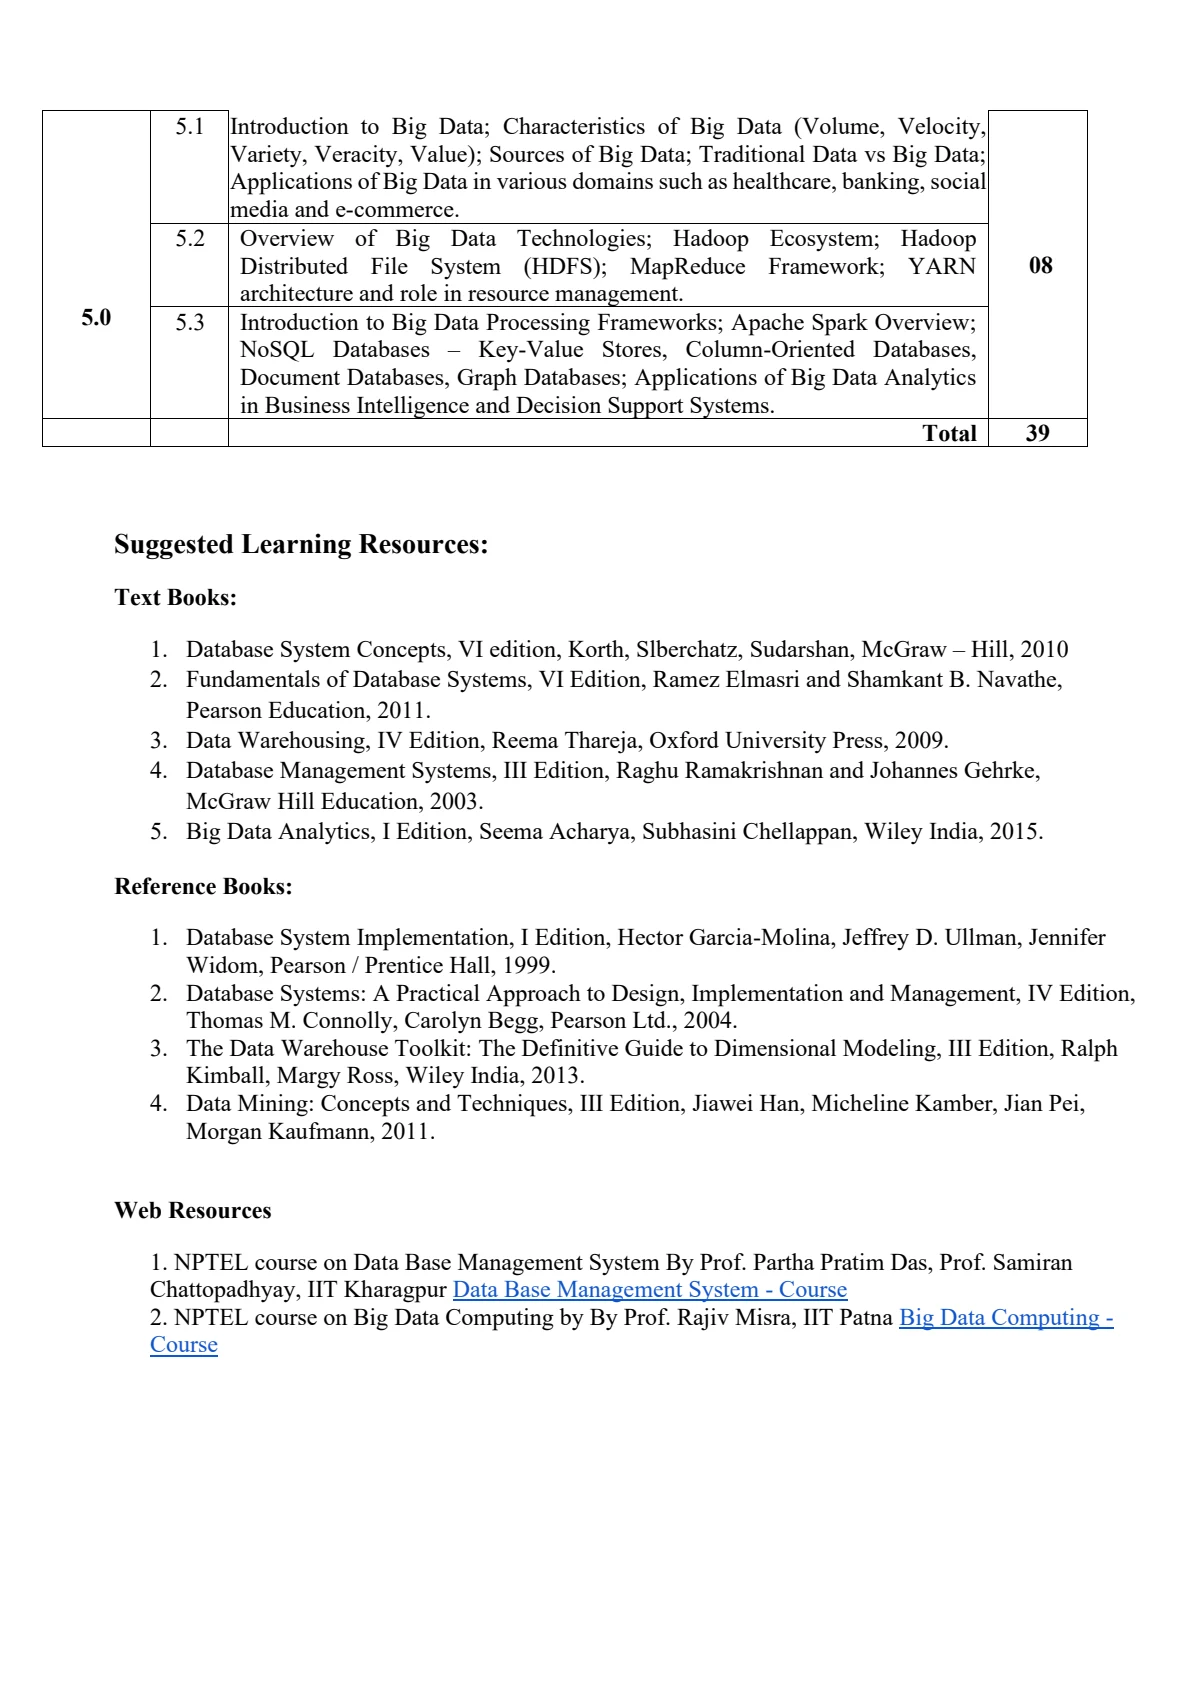 5.1 Introduction to Big Data; Characteristics of Big Data (Volume, Velocity,
Variety, Veracity, Value); Sources of Big Data; Traditional Data vs Big Data;
Applications of Big Data in various domains such as healthcare, banking, social
media and e-commerce.
5.2 Overview of Big Data Technologies; Hadoop Ecosystem; Hadoop
Distributed File System (HDFS); MapReduce Framework; YARN
architecture and role in resource management.
08
5.0
5.3 Introduction to Big Data Processing Frameworks; Apache Spark Overview;
NoSQL Databases – Key-Value Stores, Column-Oriented Databases,
Document Databases, Graph Databases; Applications of Big Data Analytics
in Business Intelligence and Decision Support Systems.
Total 39
Suggested Learning Resources:
Text Books:
1. Database System Concepts, VI edition, Korth, Slberchatz, Sudarshan, McGraw – Hill, 2010
2. Fundamentals of Database Systems, VI Edition, Ramez Elmasri and Shamkant B. Navathe,
Pearson Education, 2011.
3. Data Warehousing, IV Edition, Reema Thareja, Oxford University Press, 2009.
4. Database Management Systems, III Edition, Raghu Ramakrishnan and Johannes Gehrke,
McGraw Hill Education, 2003.
5. Big Data Analytics, I Edition, Seema Acharya, Subhasini Chellappan, Wiley India, 2015.
Reference Books:
1. Database System Implementation, I Edition, Hector Garcia-Molina, Jeffrey D. Ullman, Jennifer
Widom, Pearson / Prentice Hall, 1999.
2. Database Systems: A Practical Approach to Design, Implementation and Management, IV Edition,
Thomas M. Connolly, Carolyn Begg, Pearson Ltd., 2004.
3. The Data Warehouse Toolkit: The Definitive Guide to Dimensional Modeling, III Edition, Ralph
Kimball, Margy Ross, Wiley India, 2013.
4. Data Mining: Concepts and Techniques, III Edition, Jiawei Han, Micheline Kamber, Jian Pei,
Morgan Kaufmann, 2011.
Web Resources
1. NPTEL course on Data Base Management System By Prof. Partha Pratim Das, Prof. Samiran
Chattopadhyay, IIT Kharagpur Data Base Management System - Course
2. NPTEL course on Big Data Computing by By Prof. Rajiv Misra, IIT Patna Big Data Computing -
Course